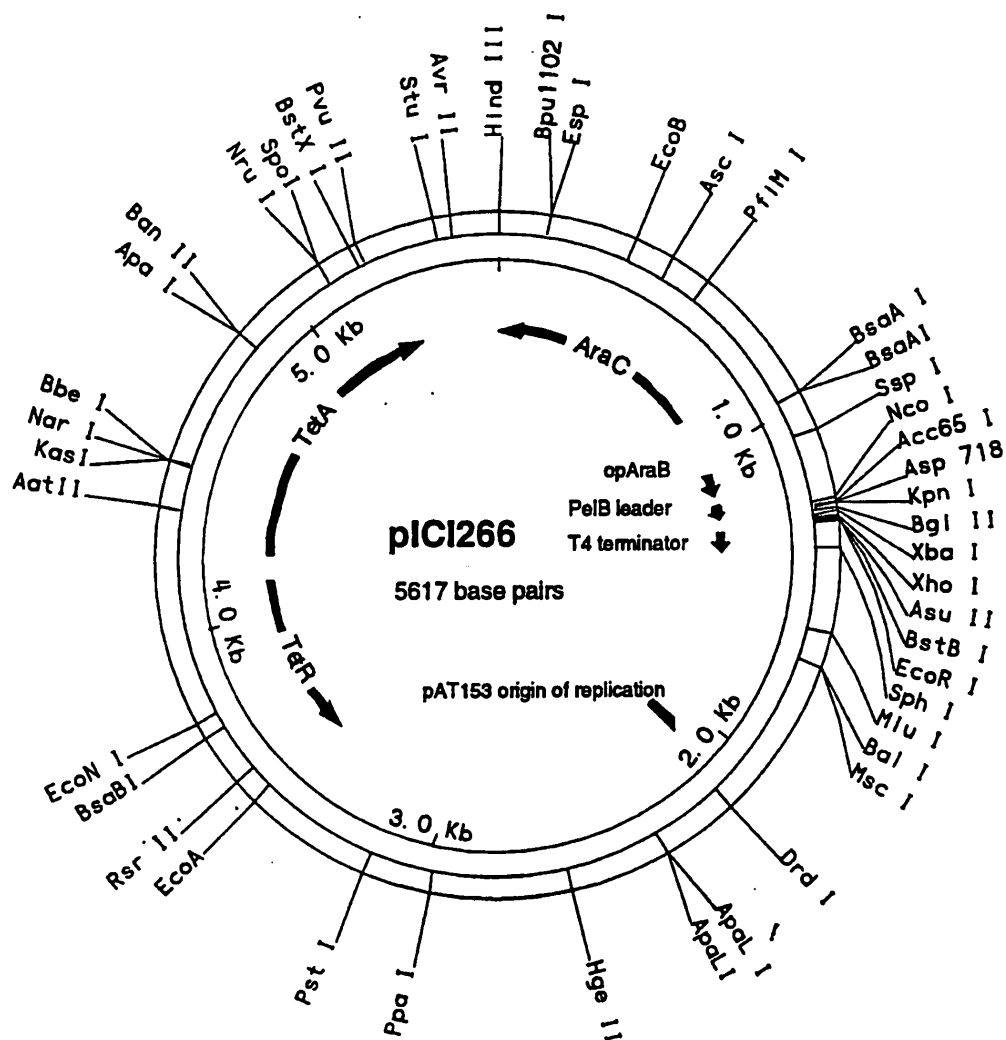 Hind III
Bpu1102 I
Esp I
EcoB
Asc I
PflM I
BsaA I
BsaAI
Ssp I
Nco I
Acc65 I
Asp 718
Kpn I
Bgl II
Xba I
Xho I
Asu II
BstB I
EcoR I
Sph I
Mlu I
Bal I
Msc I
Drd I
ApaL I
ApaLI
Hge II
Ppa I
Pst I
EcoA
Rsr II
BsaBI
EcoN I
AatII
KasI
Nar I
Bbe I
Apa I
Ban II
Nru I
SpoI
BstX I
Pvu II
Stu I
Avr II
5.0 Kb
AraC
TetA
1.0 Kb
opAraB
PelB leader
T4 terminator
pICI266
5617 base pairs
4.0 Kb
TetR
pAT153 origin of replication
2.0 Kb
3.0 Kb